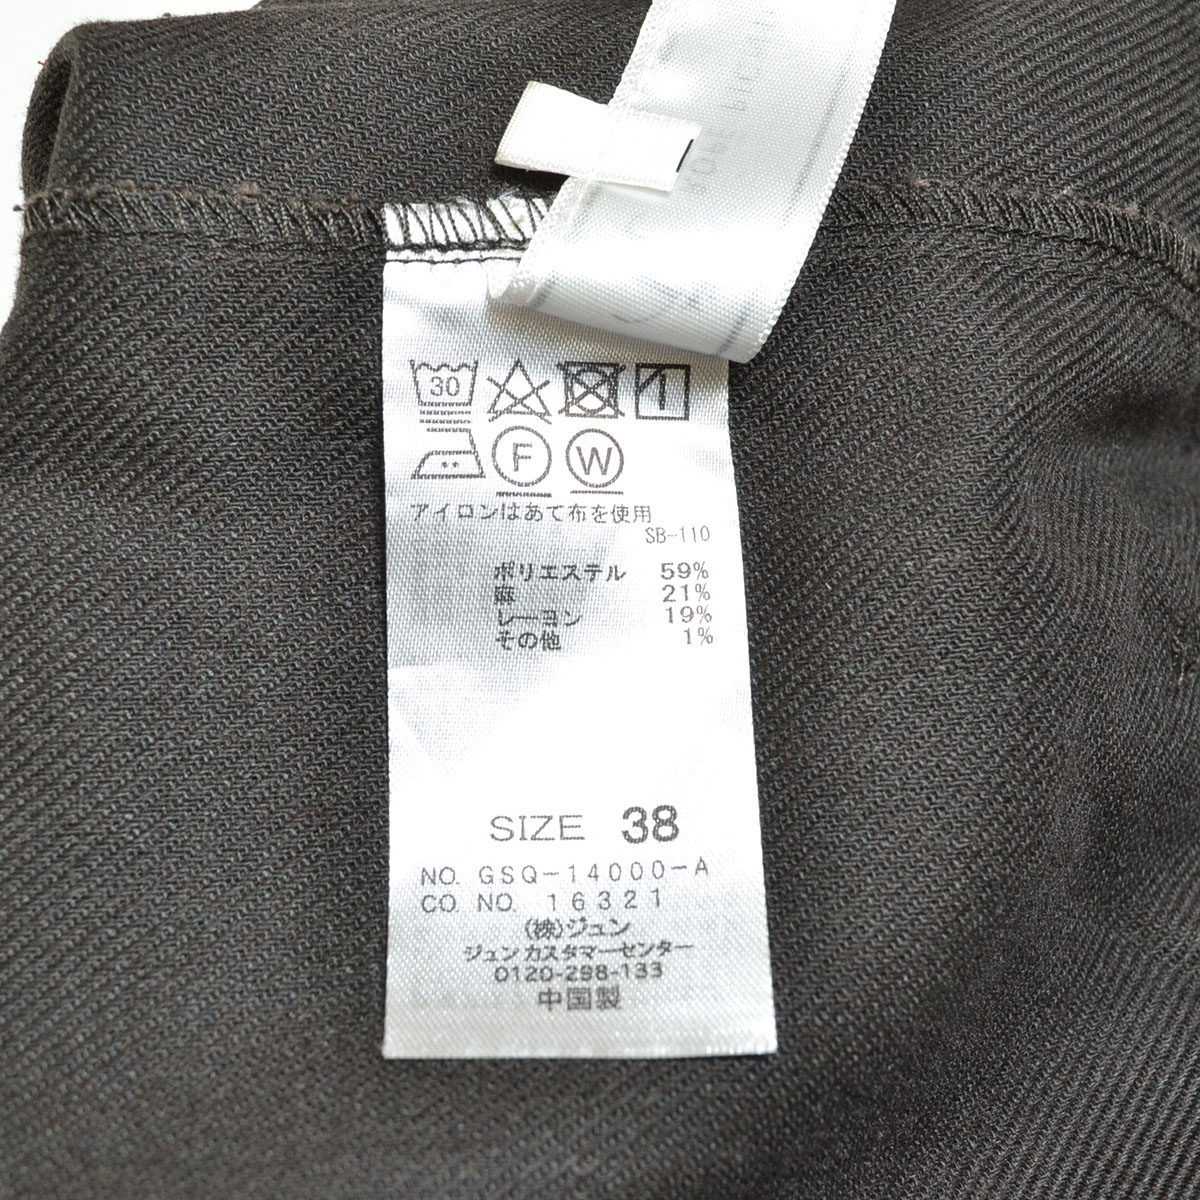 30
F W
アイロンはあて布を使用
SB-110
ポリエステル 59%
麻 21%
レーヨン 19%
その他 1%
SIZE 38
NO. GSQ-14000-A
CO. NO. 16321
(株)ジュン
ジュンカスタマーセンター
0120-298-133
中国製